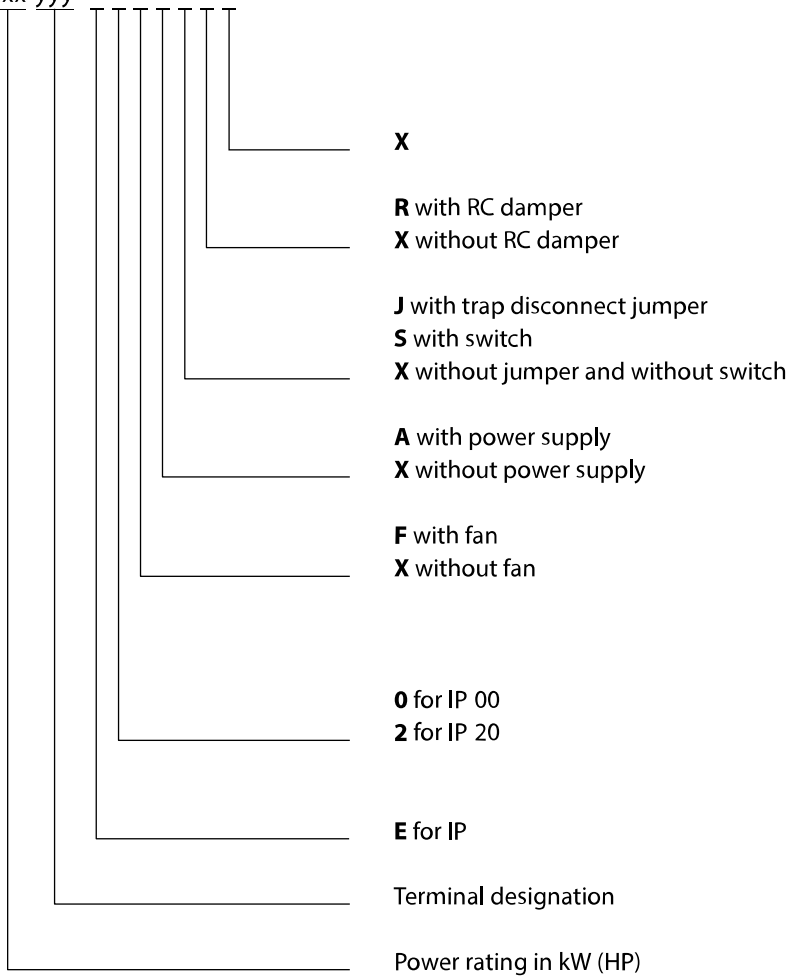 X
R with RC damper
X without RC damper
J with trap disconnect jumper
S with switch
X without jumper and without switch
A with power supply
X without power supply
F with fan
X without fan
0 for IP 00
2 for IP 20
E for IP
Terminal designation
Power rating in kW (HP)